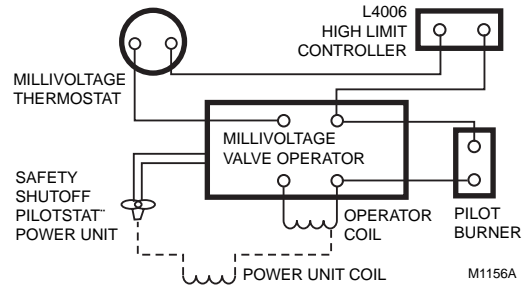 L4006
HIGH LIMIT
CONTROLLER
MILLIVOLTAGE
THERMOSTAT
MILLIVOLTAGE
VALVE OPERATOR
SAFETY
SHUTOFF
PILOTSTAT¨
POWER UNIT
OPERATOR
COIL
PILOT
BURNER
POWER UNIT COIL
M1156A